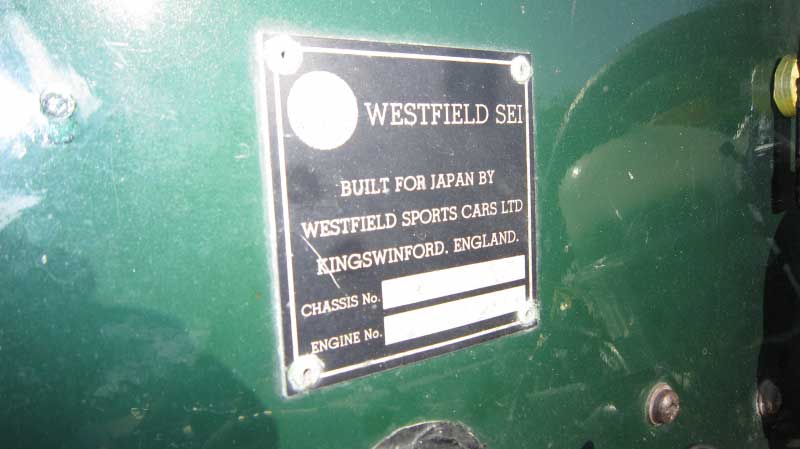 WESTFIELD SEI
BUILT FOR JAPAN BY
WESTFIELD SPORTS CARS LTD
KINGSWINFORD. ENGLAND.
CHASSIS No.
ENGINE No.